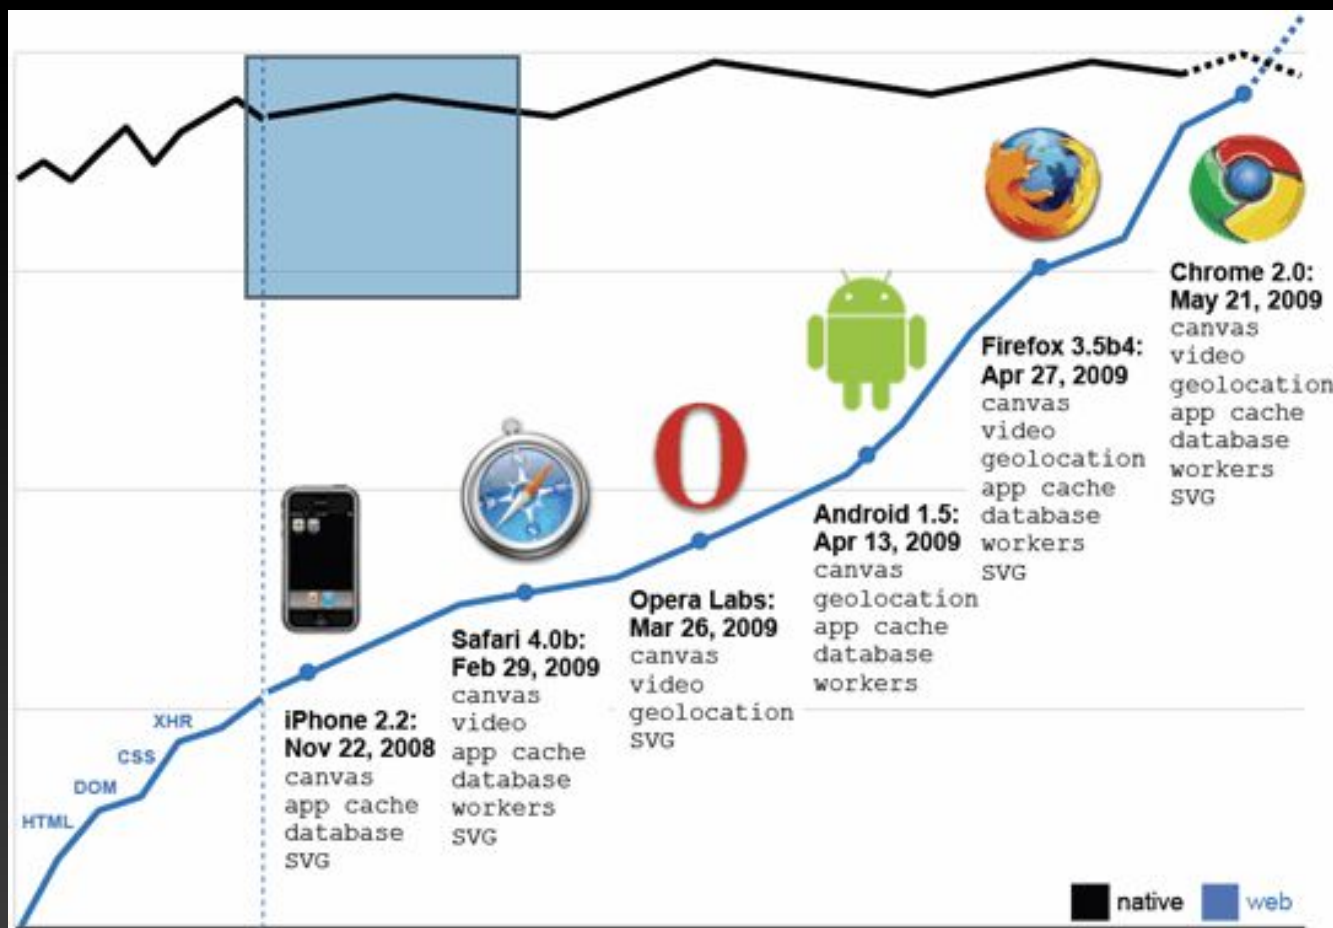 HTML
DOM
CSS
XHR
iPhone 2.2:
Nov 22, 2008
canvas
app cache
database
SVG
Safari 4.0b:
Feb 29, 2009
canvas
video
app cache
database
workers
SVG
Opera Labs:
Mar 26, 2009
canvas
video
geolocation
SVG
Android 1.5:
Apr 13, 2009
canvas
geolocation
app cache
database
workers
Firefox 3.5b4:
Apr 27, 2009
canvas
video
geolocation
app cache
database
workers
SVG
Chrome 2.0:
May 21, 2009
canvas
video
geolocation
app cache
database
workers
SVG
native
web